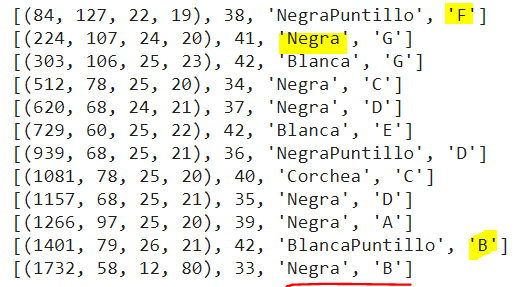 [(84, 127, 22, 19), 38, 'NegraPuntillo', 'F']
[(224, 107, 24, 20), 41, 'Negra', 'G']
[(303, 106, 25, 23), 42, 'Blanca', 'G']
[(512, 78, 25, 20), 34, 'Negra', 'C']
[(620, 68, 24, 21), 37, 'Negra', 'D']
[(729, 60, 25, 22), 42, 'Blanca', 'E']
[(939, 68, 25, 21), 36, 'NegraPuntillo', 'D']
[(1081, 78, 25, 20), 40, 'Corchea', 'C']
[(1157, 68, 25, 21), 35, 'Negra', 'D']
[(1266, 97, 25, 20), 39, 'Negra', 'A']
[(1401, 79, 26, 21), 42, 'BlancaPuntillo', 'B']
[(1732, 58, 12, 80), 33, 'Negra', 'B']